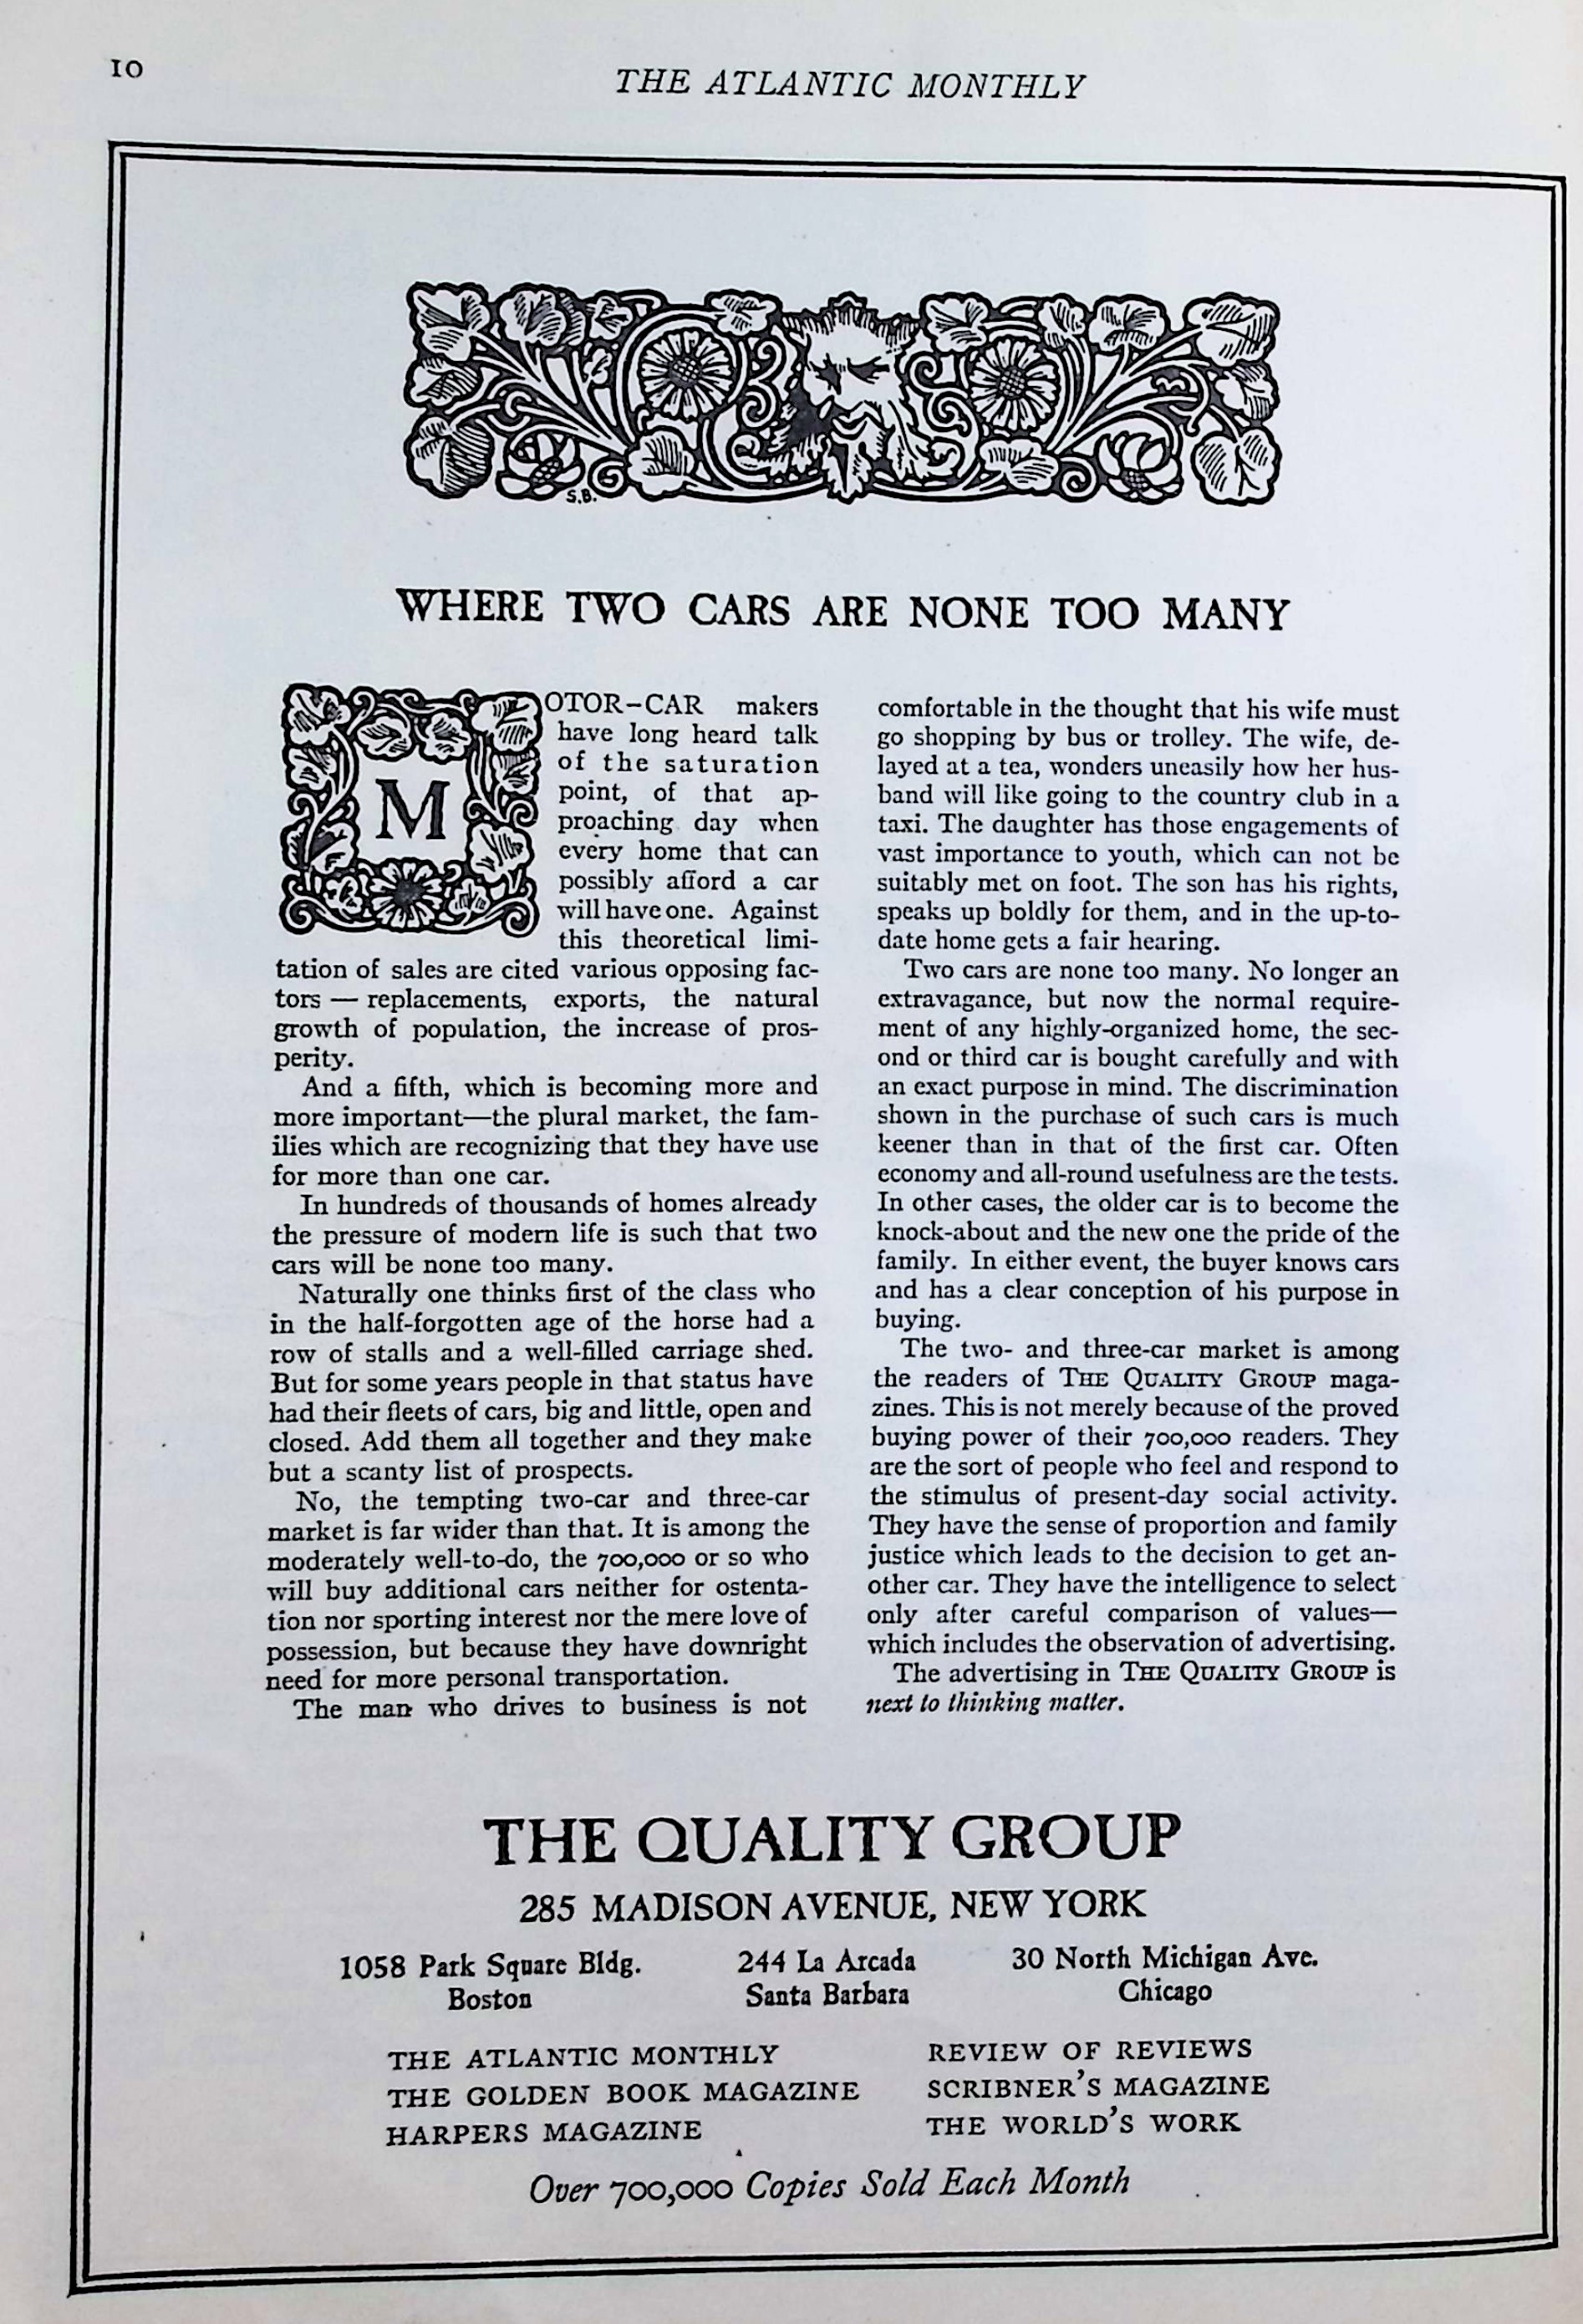 10
THE ATLANTIC MONTHLY
S.B.
WHERE TWO CARS ARE NONE TOO MANY
MOTOR-CAR makers
have long heard talk
of the saturation
point, of that ap-
proaching day when
every home that can
possibly afford a car
will have one. Against
this theoretical limi-
tation of sales are cited various opposing fac-
tors — replacements, exports, the natural
growth of population, the increase of pros-
perity.
And a fifth, which is becoming more and
more important—the plural market, the fam-
ilies which are recognizing that they have use
for more than one car.
In hundreds of thousands of homes already
the pressure of modern life is such that two
cars will be none too many.
Naturally one thinks first of the class who
in the half-forgotten age of the horse had a
row of stalls and a well-filled carriage shed.
But for some years people in that status have
had their fleets of cars, big and little, open and
closed. Add them all together and they make
but a scanty list of prospects.
No, the tempting two-car and three-car
market is far wider than that. It is among the
moderately well-to-do, the 700,000 or so who
will buy additional cars neither for ostenta-
tion nor sporting interest nor the mere love of
possession, but because they have downright
need for more personal transportation.
The man who drives to business is not
comfortable in the thought that his wife must
go shopping by bus or trolley. The wife, de-
layed at a tea, wonders uneasily how her hus-
band will like going to the country club in a
taxi. The daughter has those engagements of
vast importance to youth, which can not be
suitably met on foot. The son has his rights,
speaks up boldly for them, and in the up-to-
date home gets a fair hearing.
Two cars are none too many. No longer an
extravagance, but now the normal require-
ment of any highly-organized home, the sec-
ond or third car is bought carefully and with
an exact purpose in mind. The discrimination
shown in the purchase of such cars is much
keener than in that of the first car. Often
economy and all-round usefulness are the tests.
In other cases, the older car is to become the
knock-about and the new one the pride of the
family. In either event, the buyer knows cars
and has a clear conception of his purpose in
buying.
The two- and three-car market is among
the readers of THE QUALITY GROUP maga-
zines. This is not merely because of the proved
buying power of their 700,000 readers. They
are the sort of people who feel and respond to
the stimulus of present-day social activity.
They have the sense of proportion and family
justice which leads to the decision to get an-
other car. They have the intelligence to select
only after careful comparison of values—
which includes the observation of advertising.
The advertising in THE QUALITY GROUP is
next to thinking matter.
THE QUALITY GROUP
285 MADISON AVENUE, NEW YORK
1058 Park Square Bldg. 244 La Arcada 30 North Michigan Ave.
Boston Santa Barbara Chicago
THE ATLANTIC MONTHLY REVIEW OF REVIEWS
THE GOLDEN BOOK MAGAZINE SCRIBNER'S MAGAZINE
HARPERS MAGAZINE THE WORLD'S WORK
Over 700,000 Copies Sold Each Month